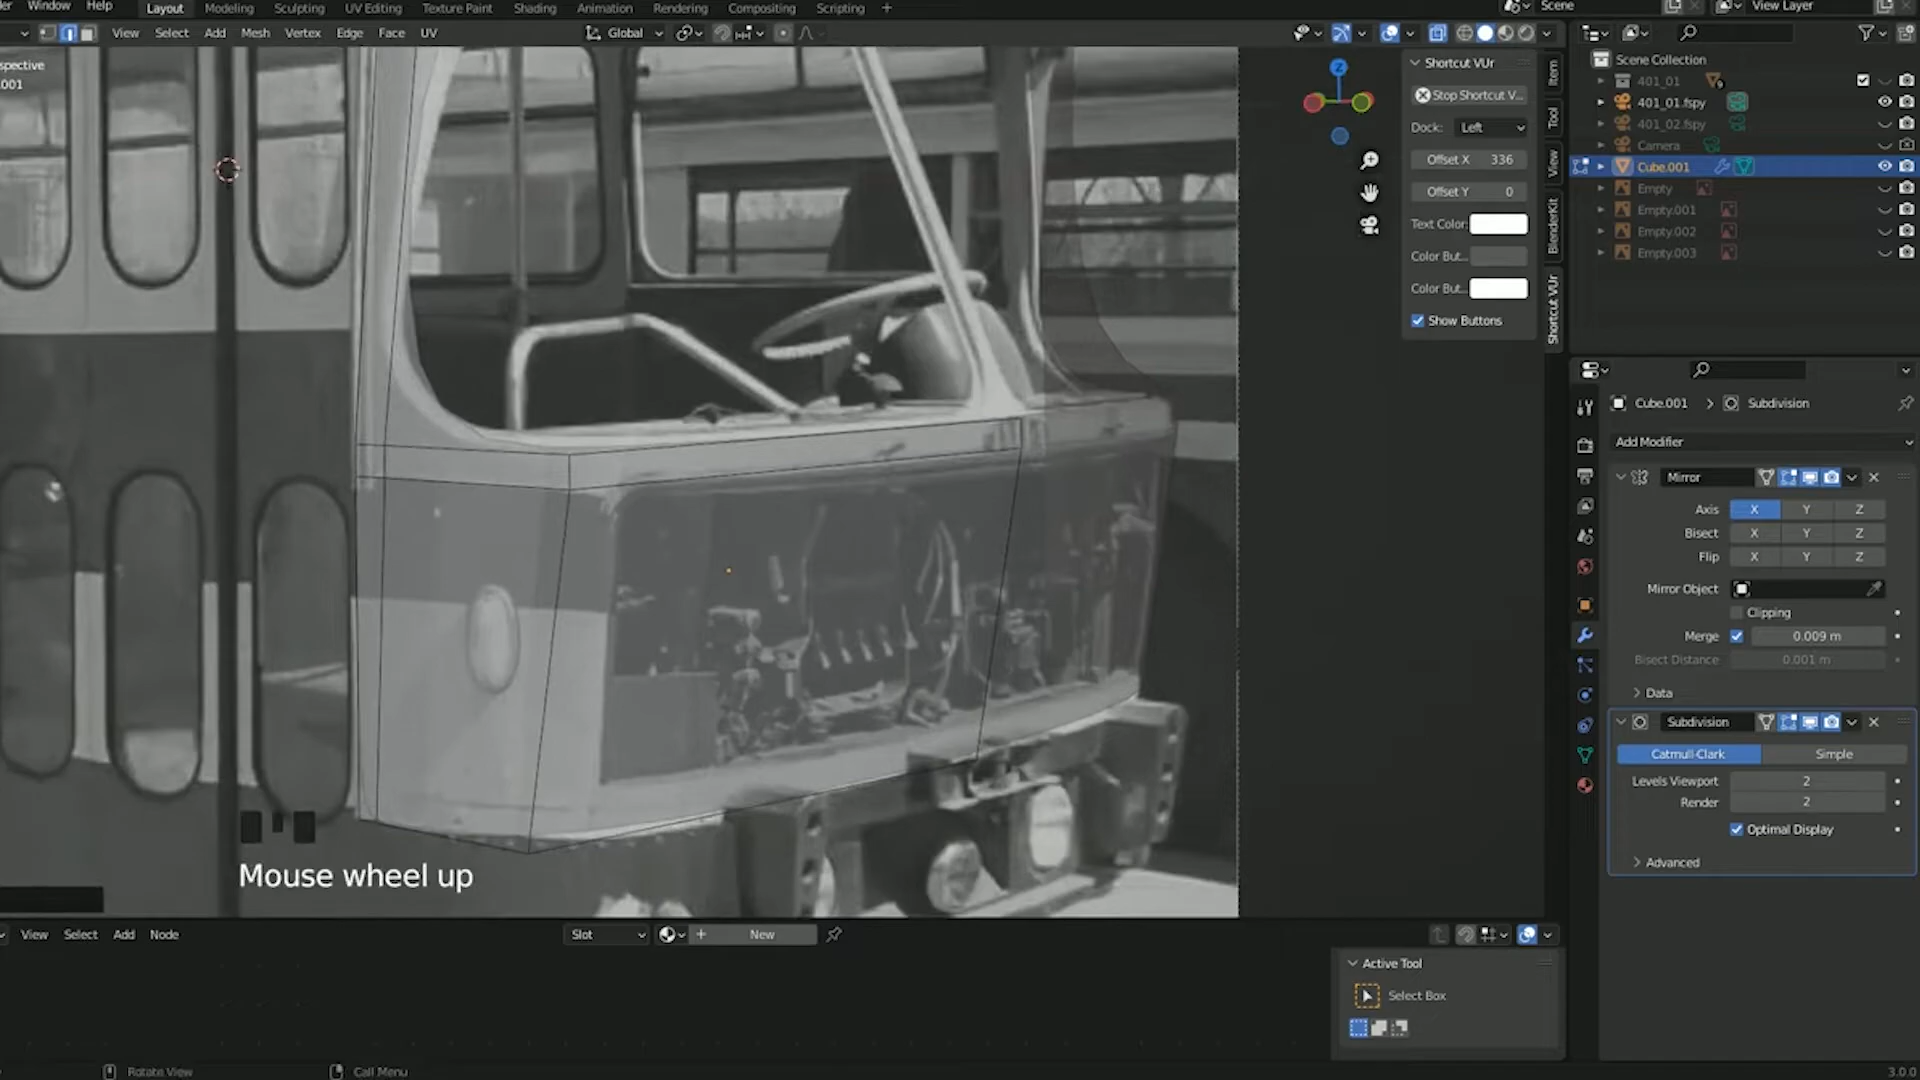 Window Help Layout Modeling Sculpting UV Editing Texture Paint Shading Animation Rendering Compositing Scripting + Scene View Layer
View Select Add Mesh Vertex Edge Face UV Global
Shortcut VUr
Stop Shortcut V...
Dock: Left
Offset X 336
Offset Y 0
Text Color:
Color But...
Color But...
Show Buttons
Item
Tool
View
BlenderKit
Shortcut VUr
Scene Collection
401_01
401_01.fspy
401_02.fspy
Camera
Cube.001
Empty
Empty.001
Empty.002
Empty.003
Cube.001 > Subdivision
Add Modifier
Mirror
Axis X Y Z
Bisect X Y Z
Flip X Y Z
Mirror Object
Clipping
Merge 0.009 m
Bisect Distance 0.001 m
Data
Subdivision
Catmull-Clark Simple
Levels Viewport 2
Render 2
Optimal Display
Advanced
Z
Mouse wheel up
View Select Add Node Slot + New
Active Tool
Select Box
Rotate View Call Menu 3.0.0